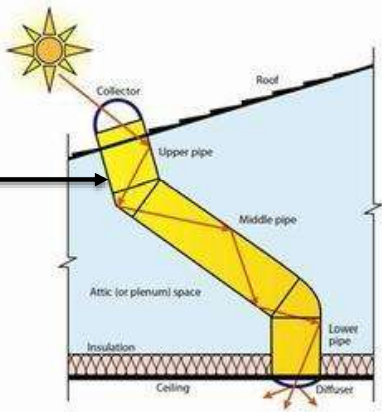 Collector
Roof
Upper pipe
Middle pipe
Attic (or plenum) space
Lower
pipe
Insulation
Ceiling
Diffuser